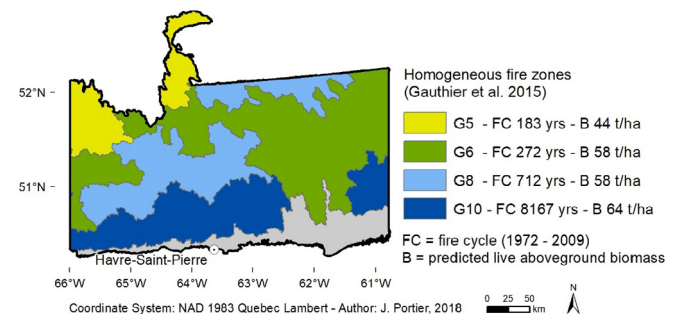 52°N
51°N
Havre-Saint-Pierre
66°W 65°W 64°W 63°W 62°W 61°W
Homogeneous fire zones
(Gauthier et al. 2015)
G5 - FC 183 yrs - B 44 t/ha
G6 - FC 272 yrs - B 58 t/ha
G8 - FC 712 yrs - B 58 t/ha
G10 - FC 8167 yrs - B 64 t/ha
FC = fire cycle (1972 - 2009)
B = predicted live aboveground biomass
Coordinate System: NAD 1983 Quebec Lambert - Author: J. Portier, 2018
0 25 50
km
N